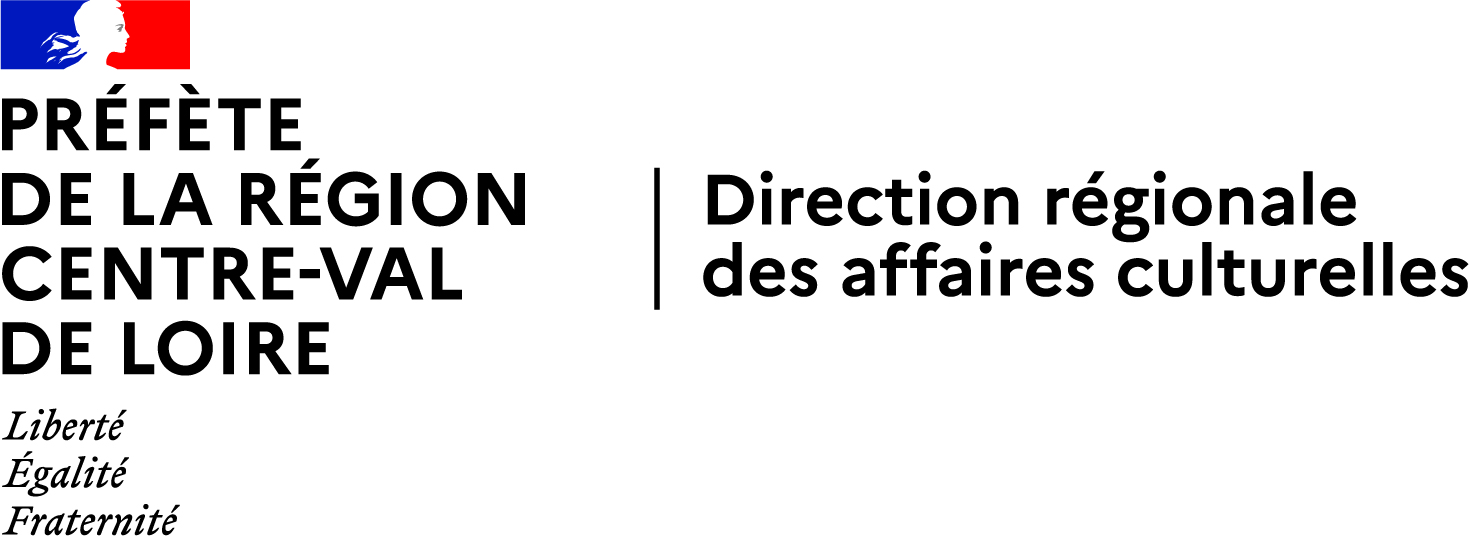 PRÉFÈTE
DE LA RÉGION
CENTRE-VAL
DE LOIRE
Liberté
Égalité
Fraternité
Direction régionale
des affaires culturelles